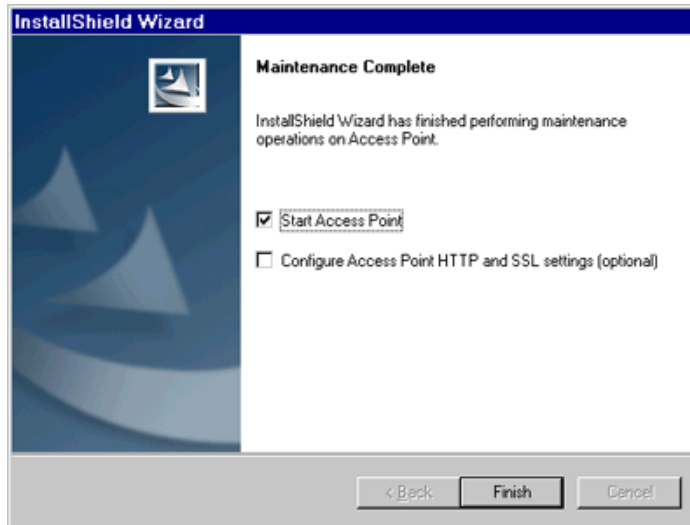 InstallShield Wizard
Maintenance Complete
InstallShield Wizard has finished performing maintenance
operations on Access Point.
Start Access Point
Configure Access Point HTTP and SSL settings (optional)
< Back
Finish
Cancel